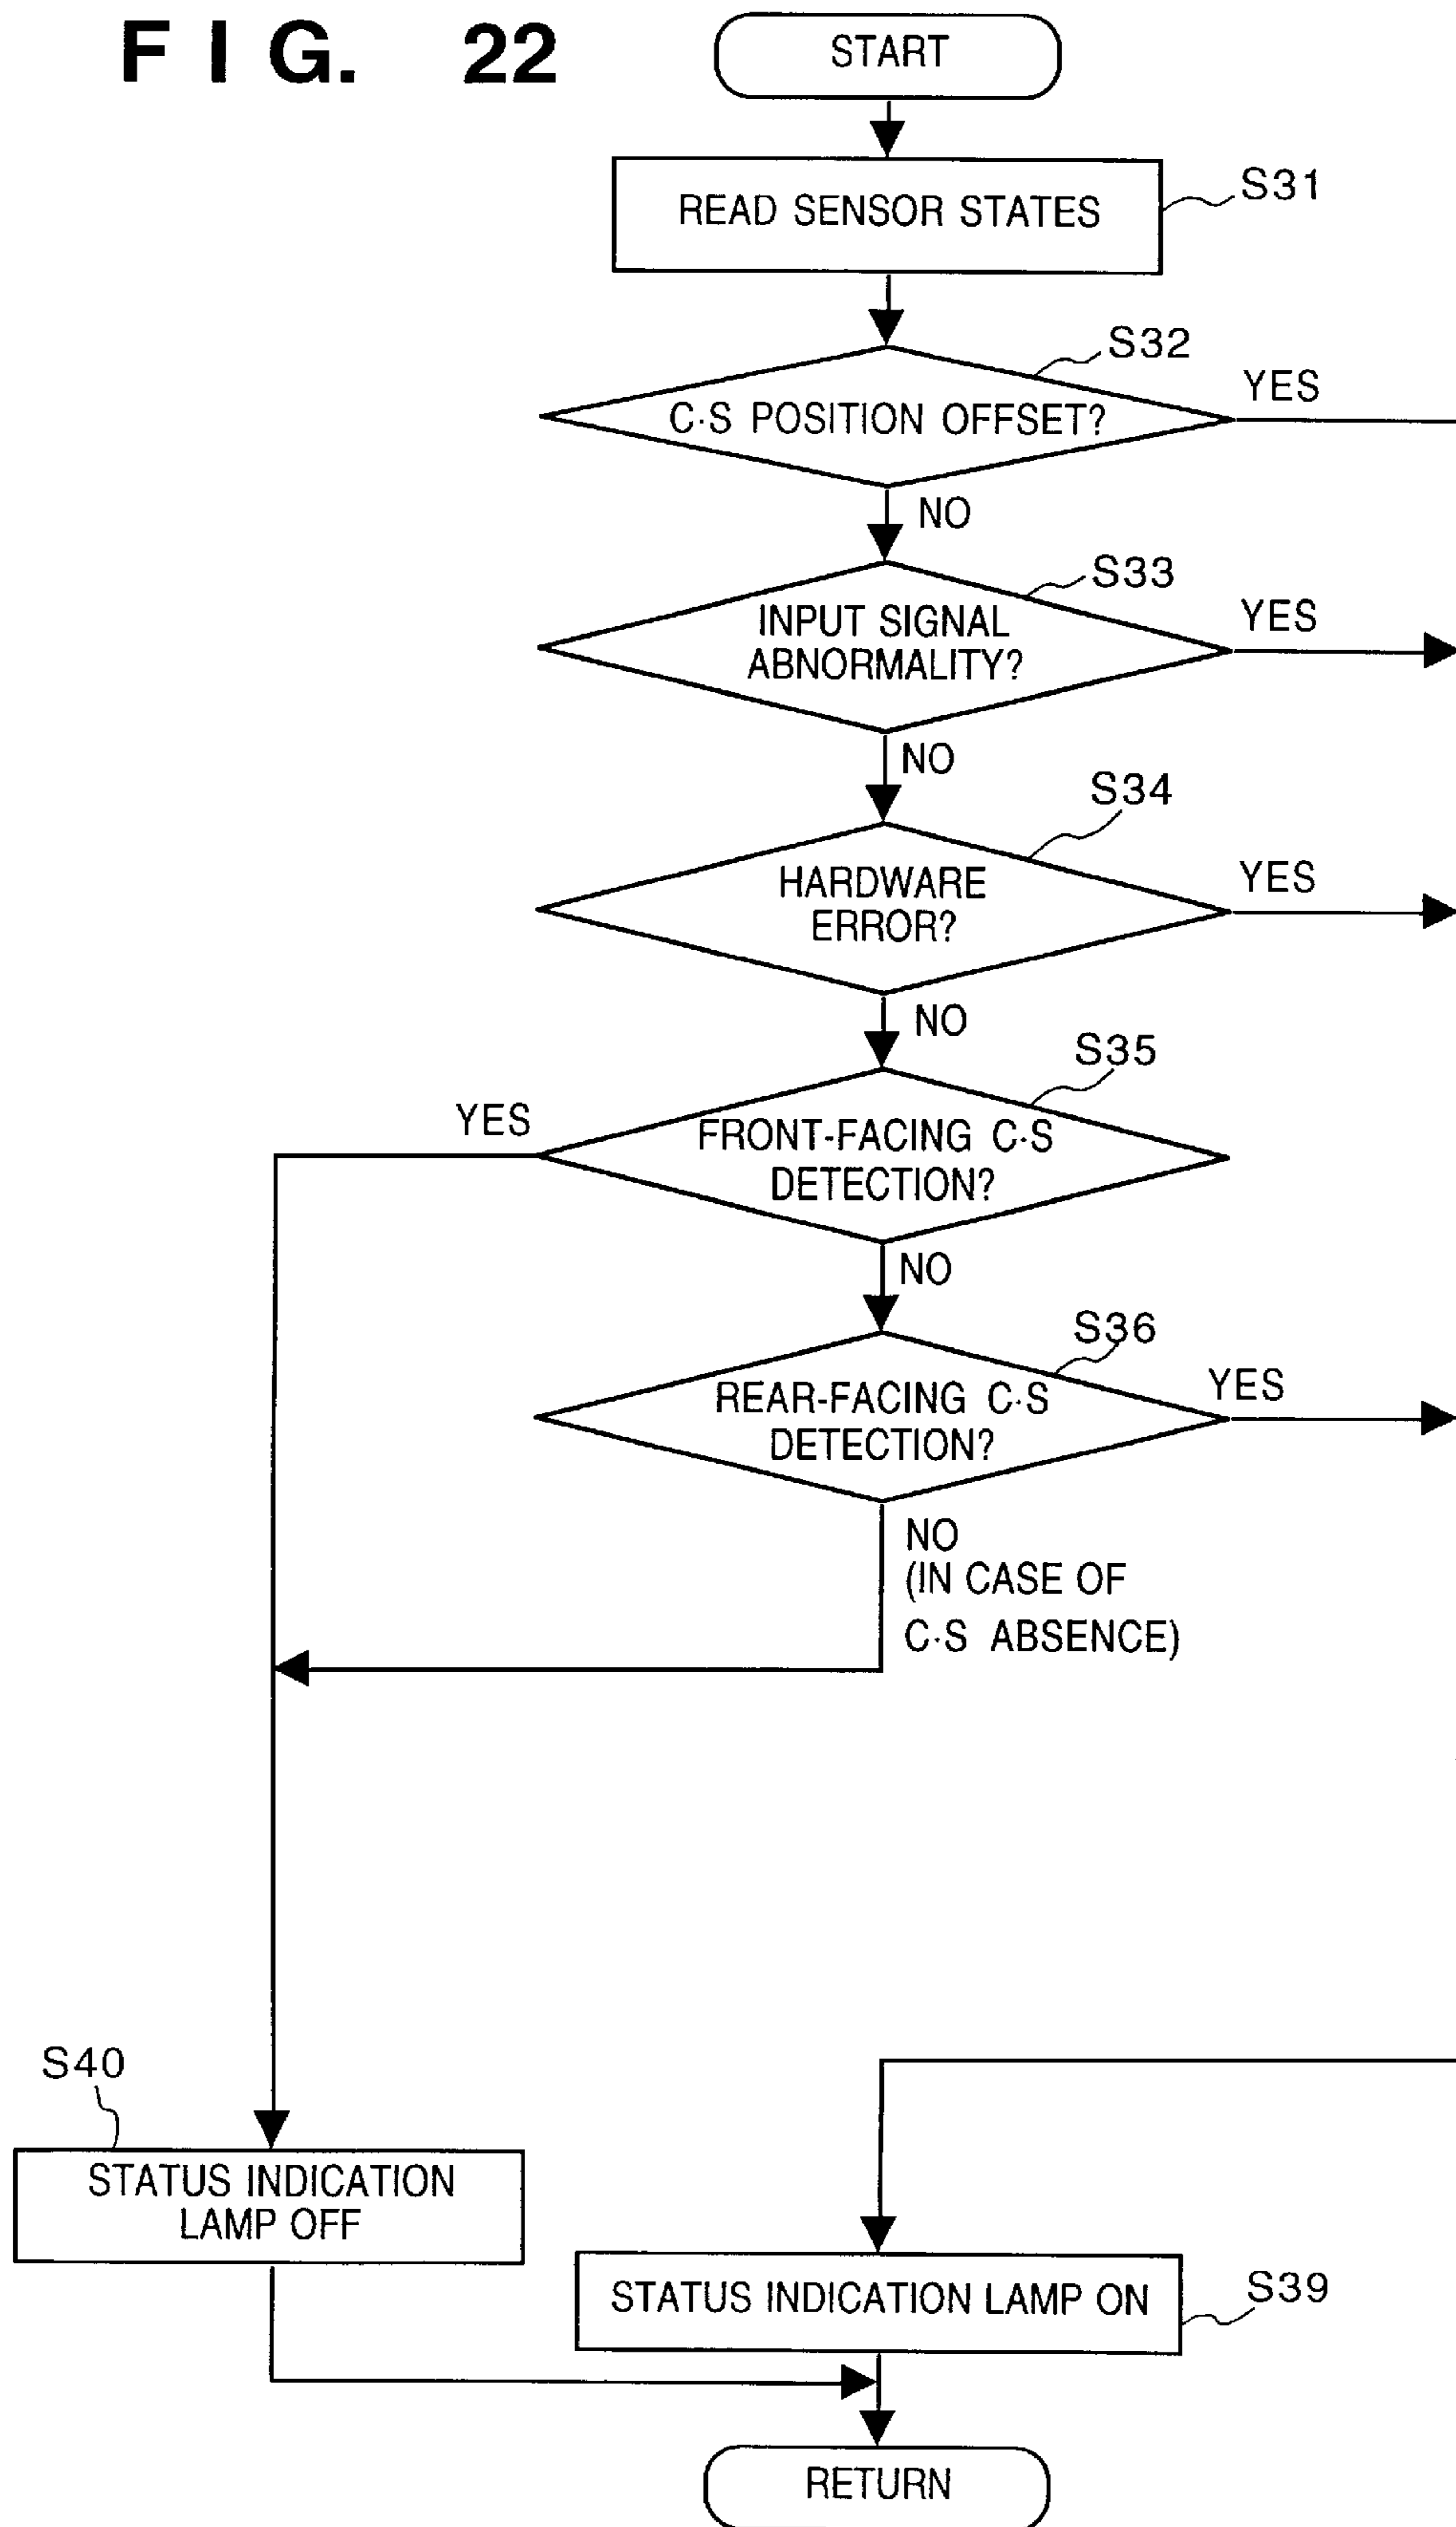 FIG. 22
START
READ SENSOR STATES
S31
S32
C·S POSITION OFFSET?
YES
NO
S33
INPUT SIGNAL
ABNORMALITY?
YES
NO
S34
HARDWARE
ERROR?
YES
NO
S35
YES
FRONT-FACING C·S
DETECTION?
NO
S36
REAR-FACING C·S
DETECTION?
YES
NO
(IN CASE OF
C·S ABSENCE)
S40
STATUS INDICATION
LAMP OFF
STATUS INDICATION LAMP ON
S39
RETURN